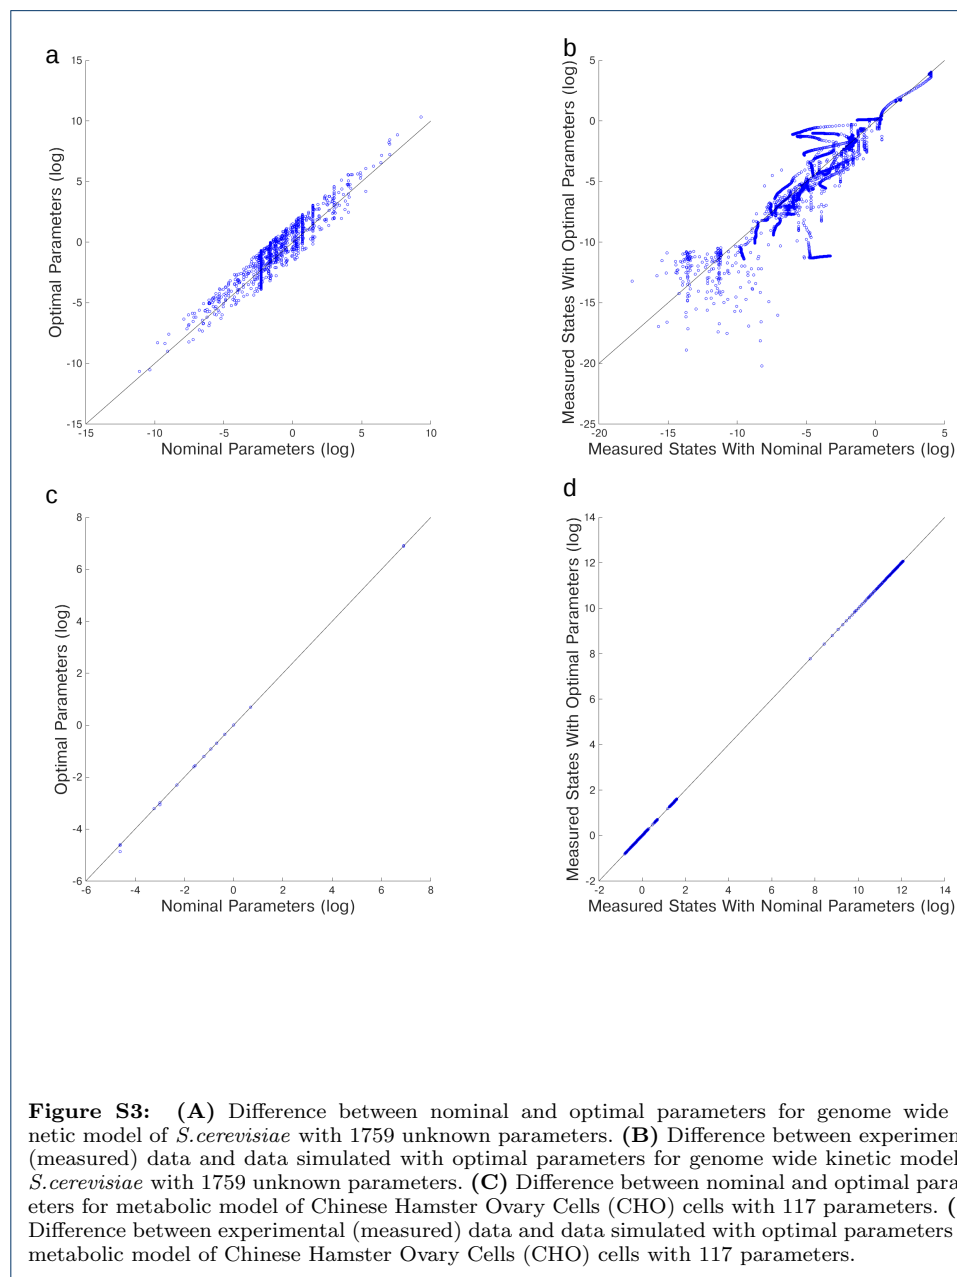 a
15
10
5
0
-5
-10
-15
-15 -10 -5 0 5 10
Optimal Parameters (log)
Nominal Parameters (log)
b
5
0
-5
-10
-15
-20
-25
-20 -15 -10 -5 0 5
Measured States With Optimal Parameters (log)
Measured States With Nominal Parameters (log)
c
8
6
4
2
0
-2
-4
-6
-6 -4 -2 0 2 4 6 8
Optimal Parameters (log)
Nominal Parameters (log)
d
14
12
10
8
6
4
2
0
-2
-2 0 2 4 6 8 10 12 14
Measured States With Optimal Parameters (log)
Measured States With Nominal Parameters (log)
Figure S3: (A) Difference between nominal and optimal parameters for genome wide
netic model of S.cerevisiae with 1759 unknown parameters. (B) Difference between experimen
(measured) data and data simulated with optimal parameters for genome wide kinetic model
S.cerevisiae with 1759 unknown parameters. (C) Difference between nominal and optimal para
eters for metabolic model of Chinese Hamster Ovary Cells (CHO) cells with 117 parameters. (
Difference between experimental (measured) data and data simulated with optimal parameters
metabolic model of Chinese Hamster Ovary Cells (CHO) cells with 117 parameters.